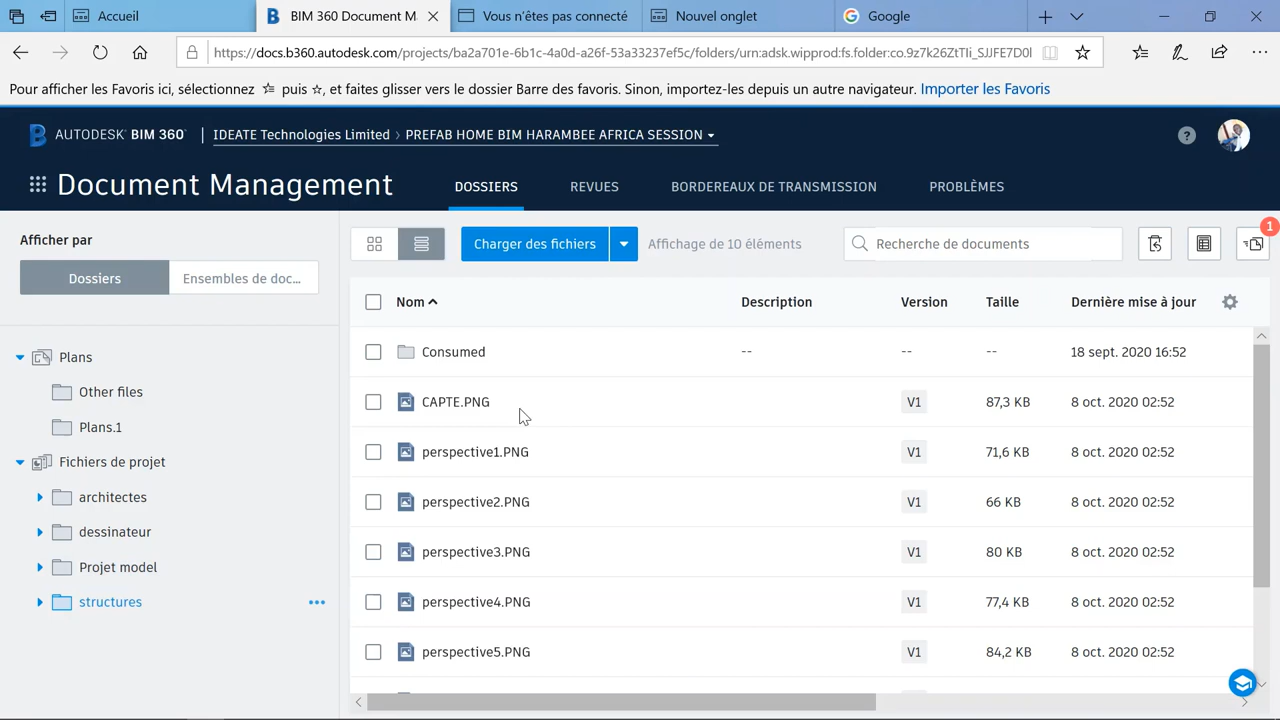 Accueil
BIM 360 Document M
Vous n'êtes pas connecté
Nouvel onglet
Google
https://docs.b360.autodesk.com/projects/ba2a701e-6b1c-4a0d-a26f-53a33237ef5c/folders/urn:adsk.wipprod:fs.folder:co.9z7k26ZtTIi_SJJFE7D0l
Pour afficher les Favoris ici, sélectionnez puis ☆, et faites glisser vers le dossier Barre des favoris. Sinon, importez-les depuis un autre navigateur. Importer les Favoris
AUTODESK® BIM 360™ IDEATE Technologies Limited > PREFAB HOME BIM HARAMBEE AFRICA SESSION
Document Management
DOSSIERS
REVUES
BORDEREAUX DE TRANSMISSION
PROBLÈMES
Afficher par
Dossiers
Ensembles de doc...
Plans
Other files
Plans.1
Fichiers de projet
architectes
dessinateur
Projet model
structures
Charger des fichiers
Affichage de 10 éléments
Recherche de documents
1
Nom Description Version Taille Dernière mise à jour
Consumed -- -- -- 18 sept. 2020 16:52
CAPTE.PNG V1 87,3 KB 8 oct. 2020 02:52
perspective1.PNG V1 71,6 KB 8 oct. 2020 02:52
perspective2.PNG V1 66 KB 8 oct. 2020 02:52
perspective3.PNG V1 80 KB 8 oct. 2020 02:52
perspective4.PNG V1 77,4 KB 8 oct. 2020 02:52
perspective5.PNG V1 84,2 KB 8 oct. 2020 02:52